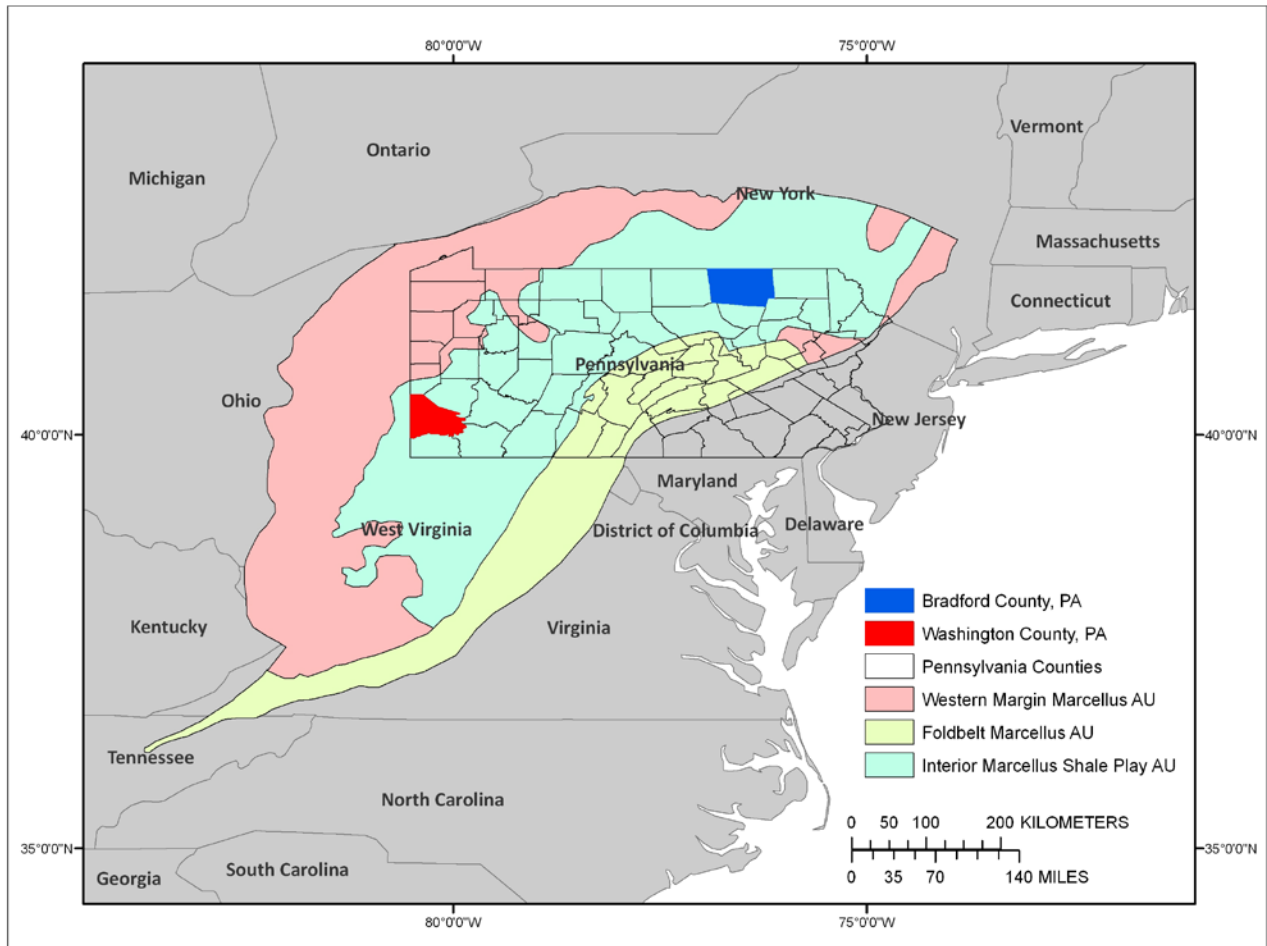 80°0'0"W 75°0'0"W
Vermont
Ontario
Michigan
New York
Massachusetts
Connecticut
Pennsylvania
Ohio
New Jersey
40°0'0"N 40°0'0"N
Maryland
West Virginia
District of Columbia
Delaware
Bradford County, PA
Kentucky
Virginia
Washington County, PA
Pennsylvania Counties
Western Margin Marcellus AU
Foldbelt Marcellus AU
Tennessee
Interior Marcellus Shale Play AU
North Carolina
0 50 100 200 KILOMETERS
35°0'0"N 35°0'0"N
South Carolina
Georgia
0 35 70 140 MILES
80°0'0"W 75°0'0"W